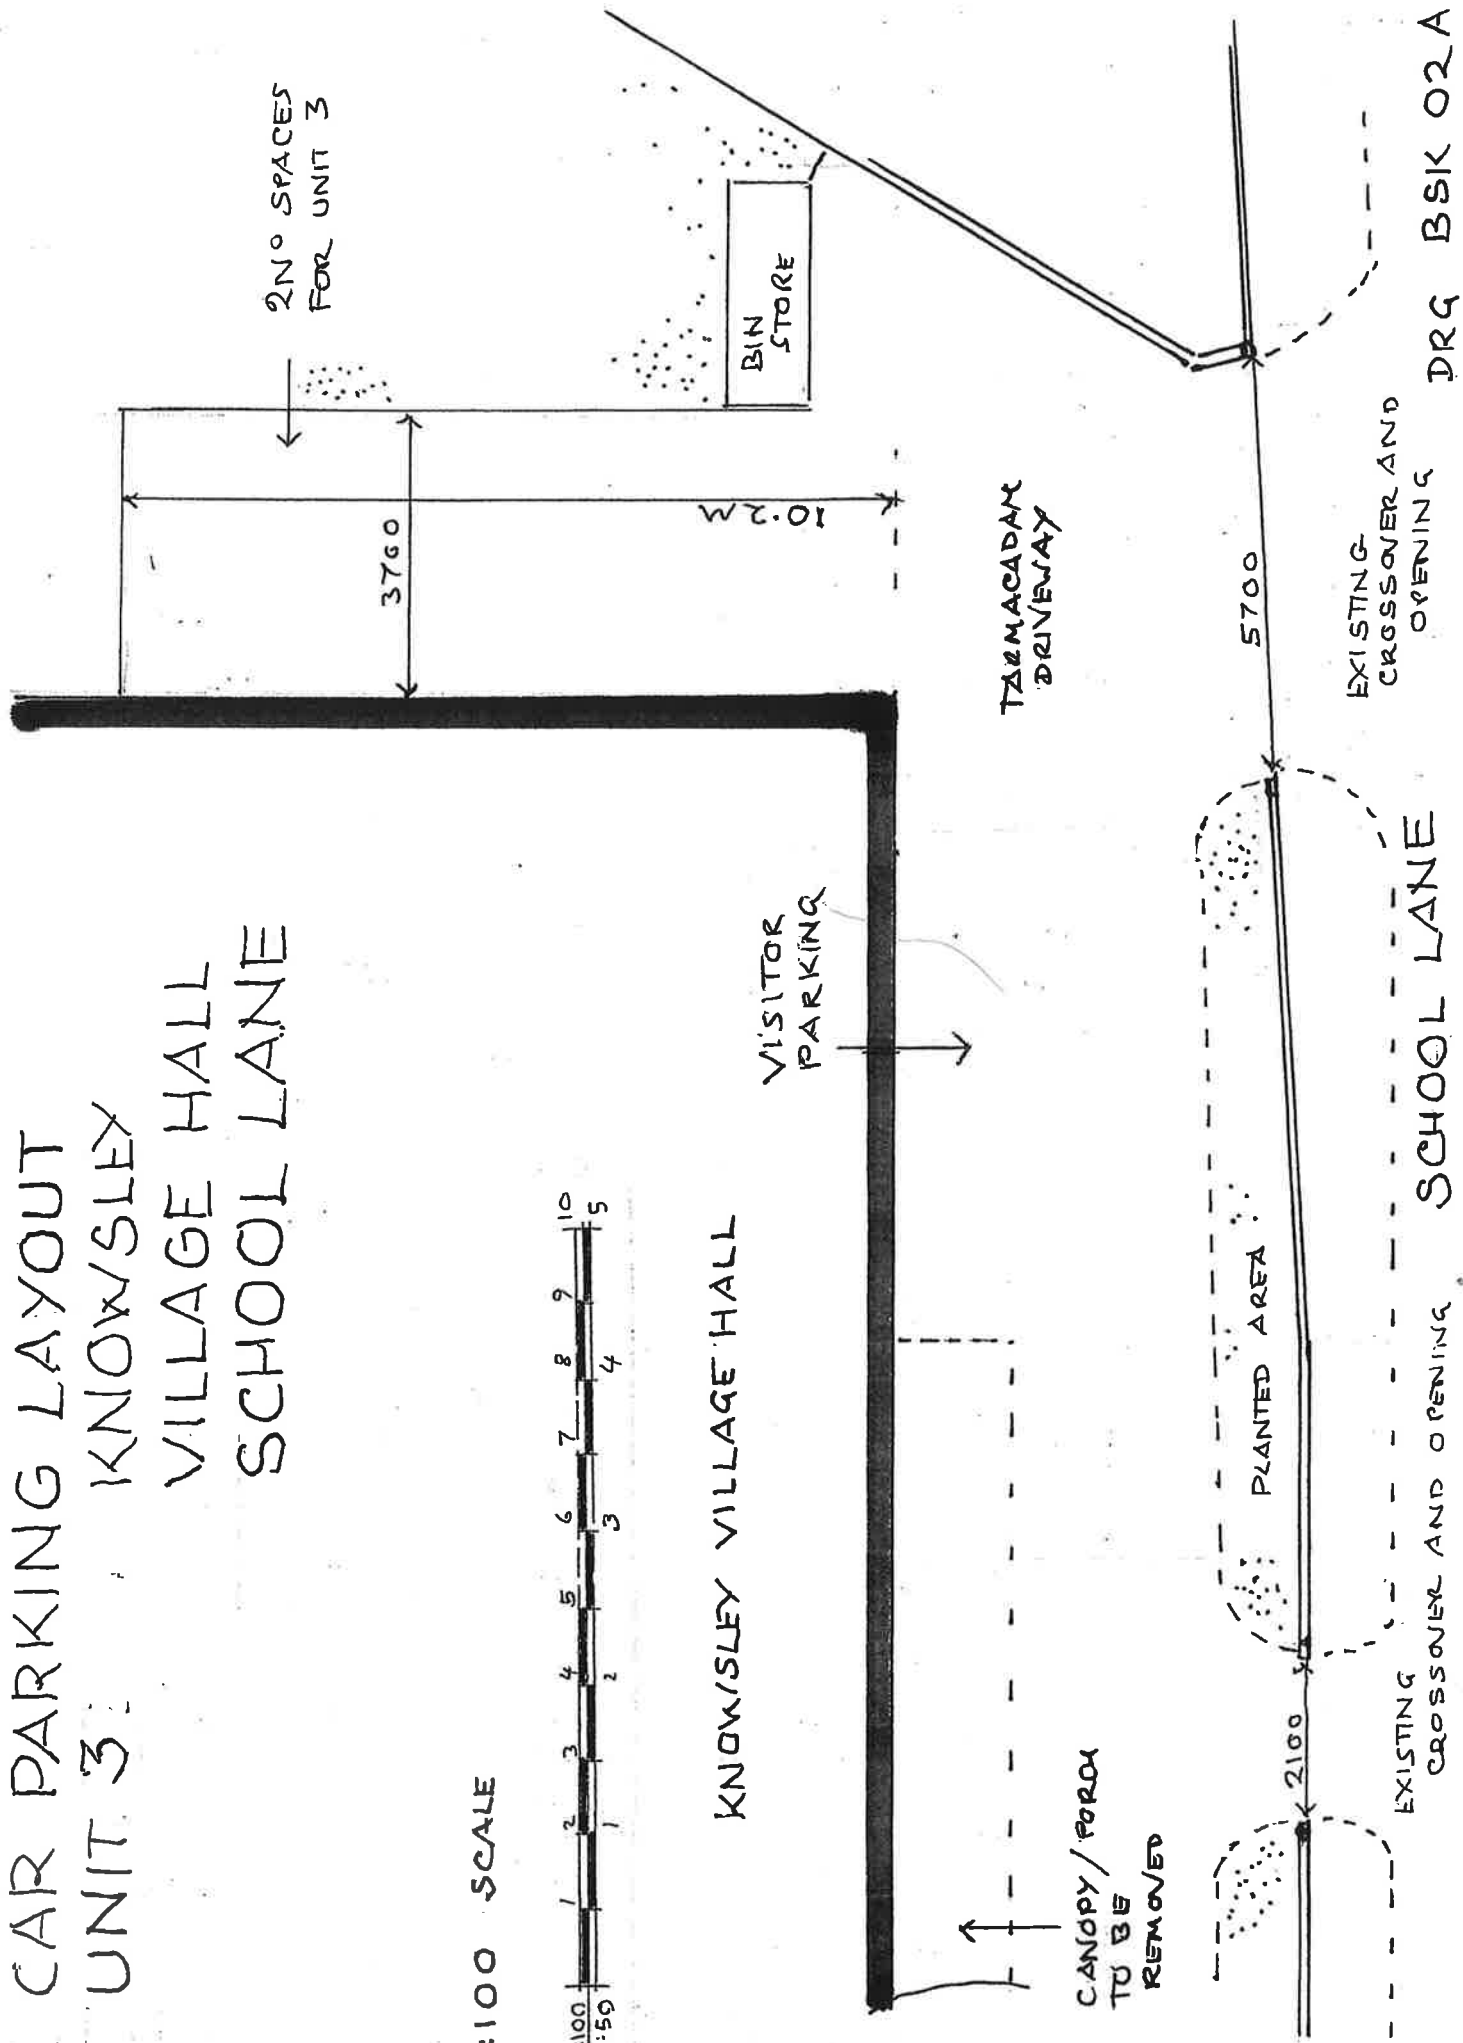 CAR PARKING LAYOUT
UNIT 3 : KNOWSLEY
VILLAGE HALL
SCHOOL LANE
:100 SCALE
100 1 2 3 4 5 6 7 8 9 10
:50 1 2 3 4 5
2Nº SPACES
FOR UNIT 3
3760
10.2M
BIN
STORE
KNOWSLEY VILLAGE HALL
VISITOR
PARKING
TARMACADAM
DRIVEWAY
CANOPY / PORCH
TO BE
REMOVED
PLANTED AREA
2100
5700
EXISTING
CROSSOVER AND OPENING
EXISTING
CROSSOVER AND
OPENING
SCHOOL LANE
DRG BSK 02A